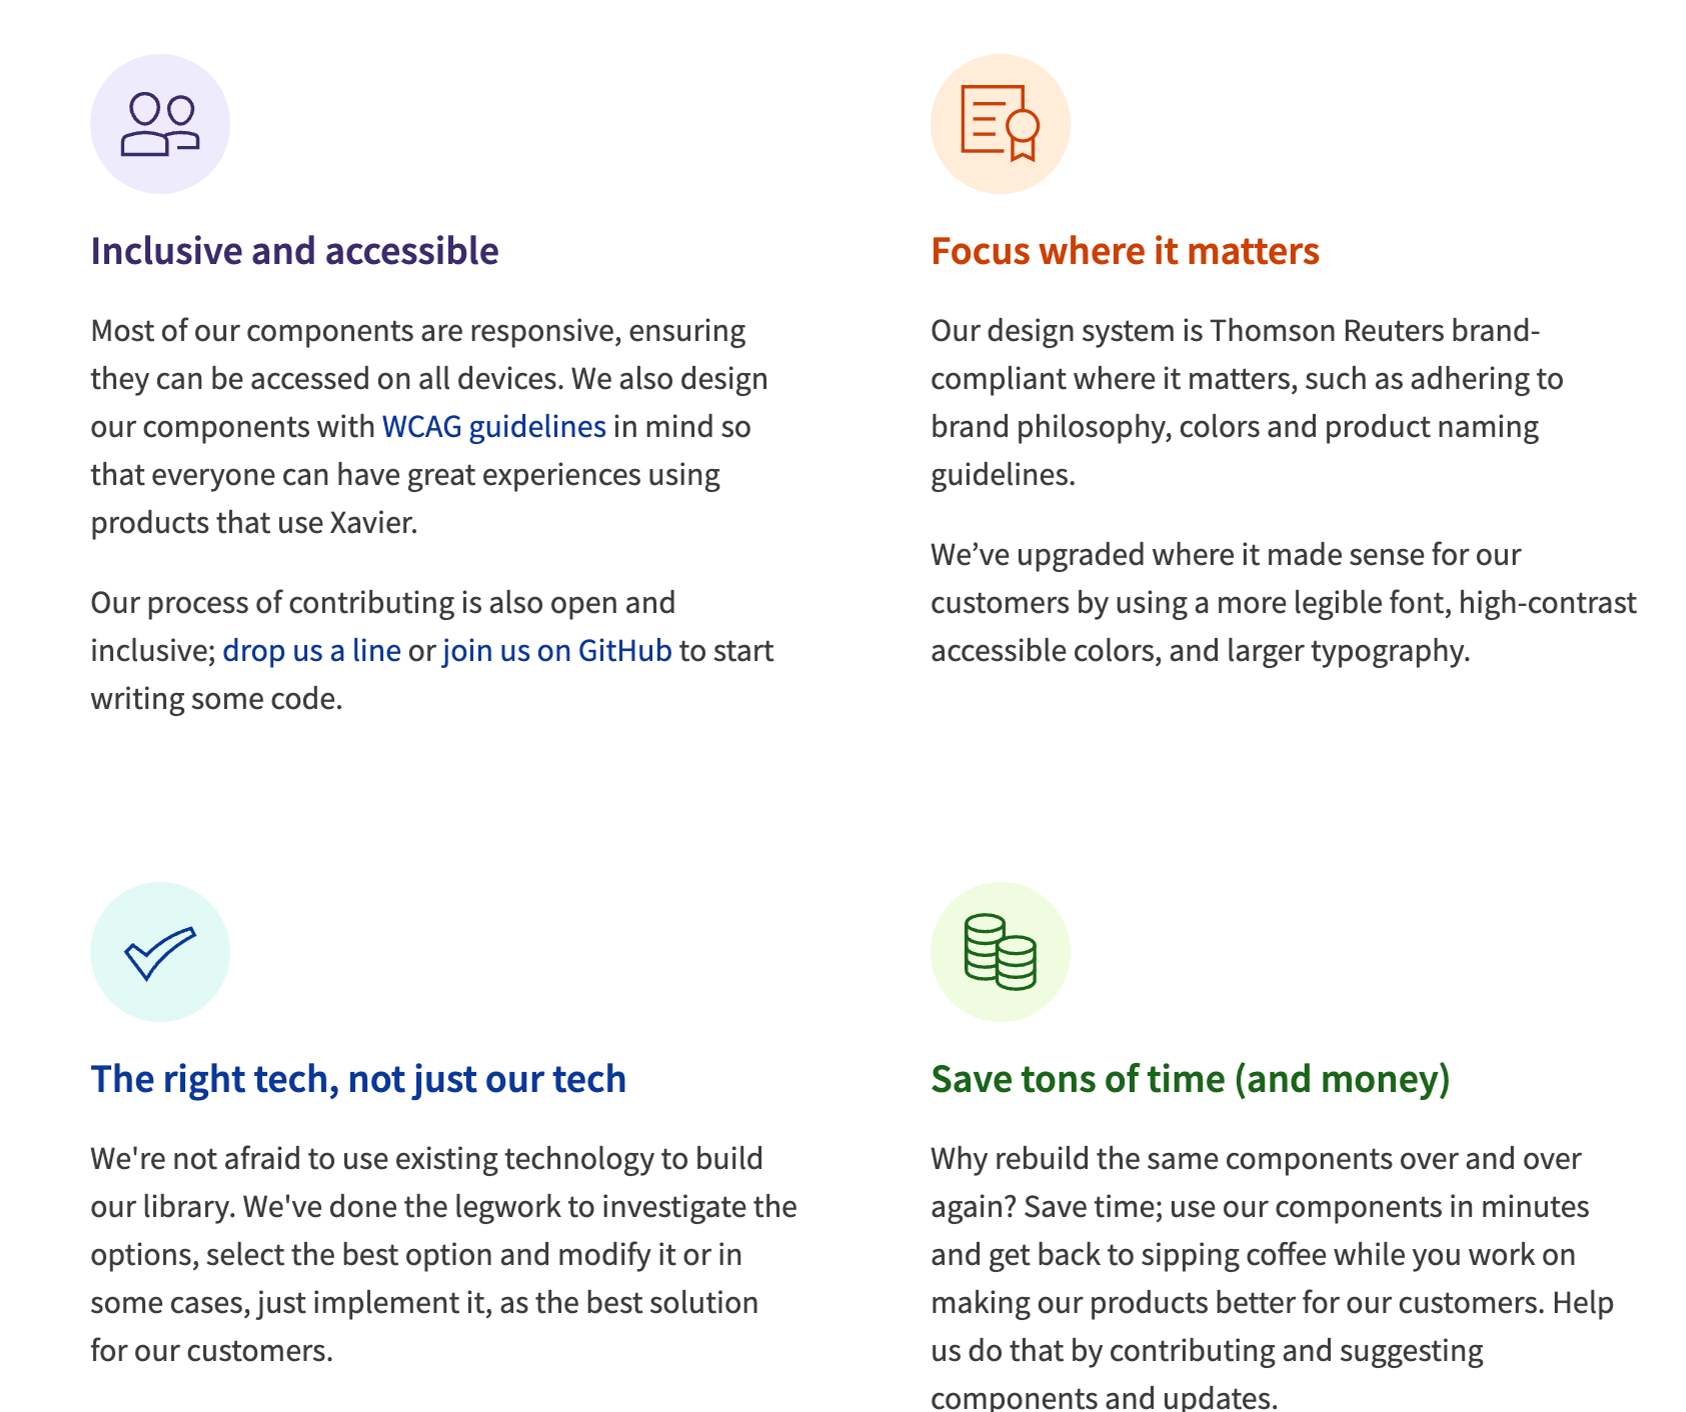 Inclusive and accessible
Most of our components are responsive, ensuring
they can be accessed on all devices. We also design
our components with WCAG guidelines in mind so
that everyone can have great experiences using
products that use Xavier.
Our process of contributing is also open and
inclusive; drop us a line or join us on GitHub to start
writing some code.
Focus where it matters
Our design system is Thomson Reuters brand-
compliant where it matters, such as adhering to
brand philosophy, colors and product naming
guidelines.
We’ve upgraded where it made sense for our
customers by using a more legible font, high-contrast
accessible colors, and larger typography.
The right tech, not just our tech
We're not afraid to use existing technology to build
our library. We've done the legwork to investigate the
options, select the best option and modify it or in
some cases, just implement it, as the best solution
for our customers.
Save tons of time (and money)
Why rebuild the same components over and over
again? Save time; use our components in minutes
and get back to sipping coffee while you work on
making our products better for our customers. Help
us do that by contributing and suggesting
components and updates.